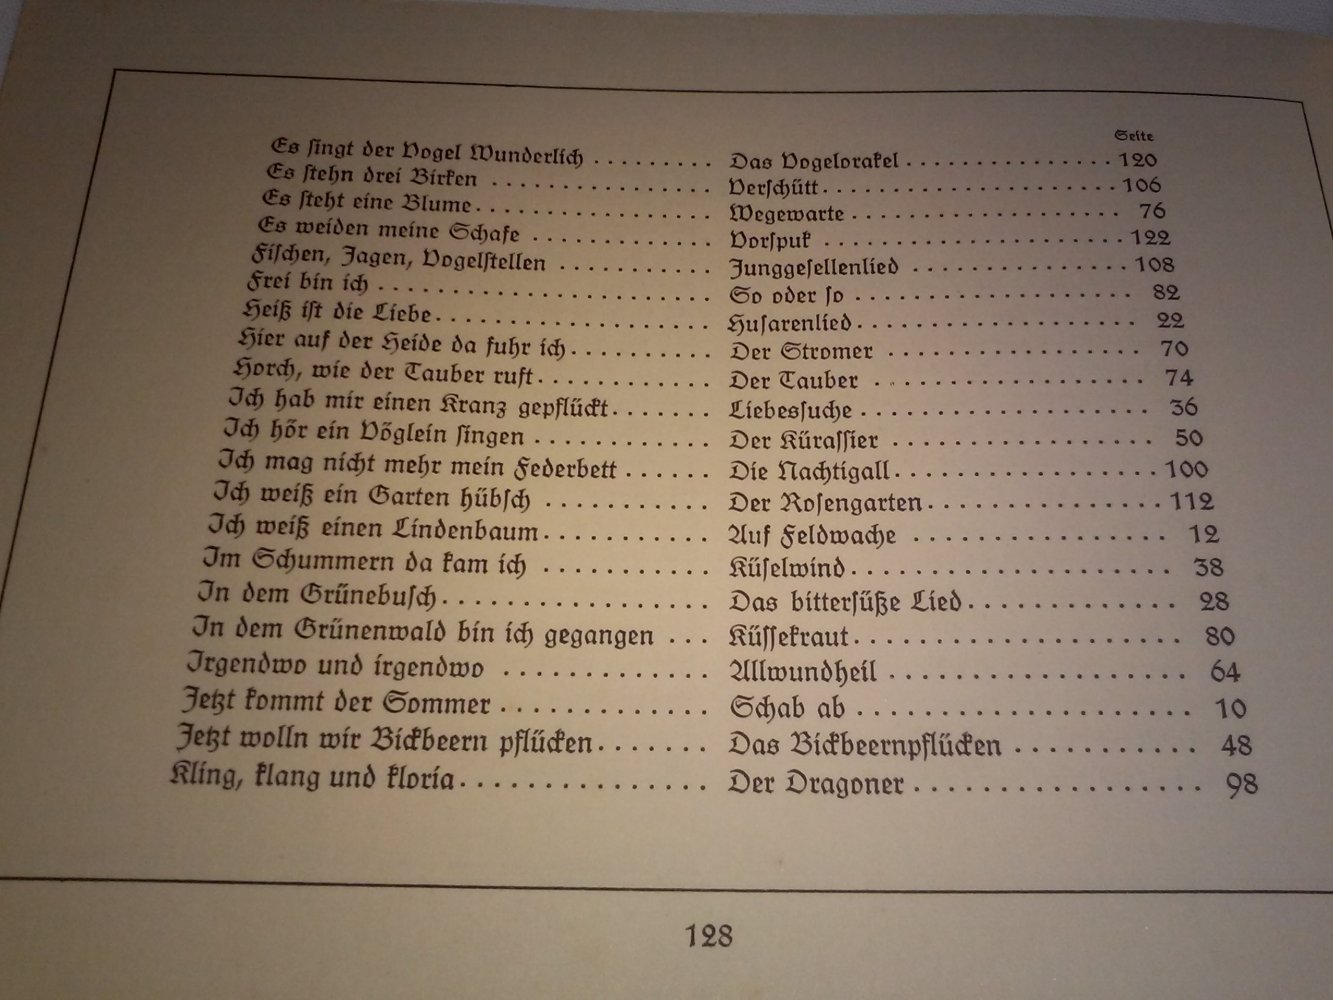 Seite
Es singt der Vogel Wunderlich ......... Das Vogelorakel .............. 120
Es stehn drei Birken .............. Verschütt .................... 106
Es steht eine Blume ............... Wegewarte ................... 76
Es weiden meine Schafe ............ Vorspuk .................... 122
Fischen, Jagen, Vogelstellen .......... Junggesellenlied .............. 108
Frei bin ich ..................... So oder so .................. 82
Heiß ist die Liebe ................. Husarenlied .................. 22
Hier auf der Heide da fuhr ich .......... Der Stromer ................ 70
Horch, wie der Tauber ruft ............ Der Tauber ................. 74
Ich hab mir einen Kranz gepflückt ....... Liebessuche .................. 36
Ich hör ein Vöglein singen ............ Der Kürassier ................ 50
Ich mag nicht mehr mein Federbett ...... Die Nachtigall ................. 100
Ich weiß ein Garten hübsch ........... Der Rosengarten .............. 112
Ich weiß einen Lindenbaum ........... Auf Feldwache ................ 12
Im Schummern da kam ich ........... Küselwind ................... 38
In dem Grünebusch ................ Das bittersüße Lied ............. 28
In dem Grünenwald bin ich gegangen ... Küssekraut ................... 80
Irgendwo und irgendwo ............. Allwundheil ................. 64
Jetzt kommt der Sommer ............. Schab ab ................... 10
Jetzt wolln wir Bickbeern pflücken ....... Das Bickbeernpflücken ........... 48
Kling, klang und kloria ............... Der Dragoner ................. 98
128